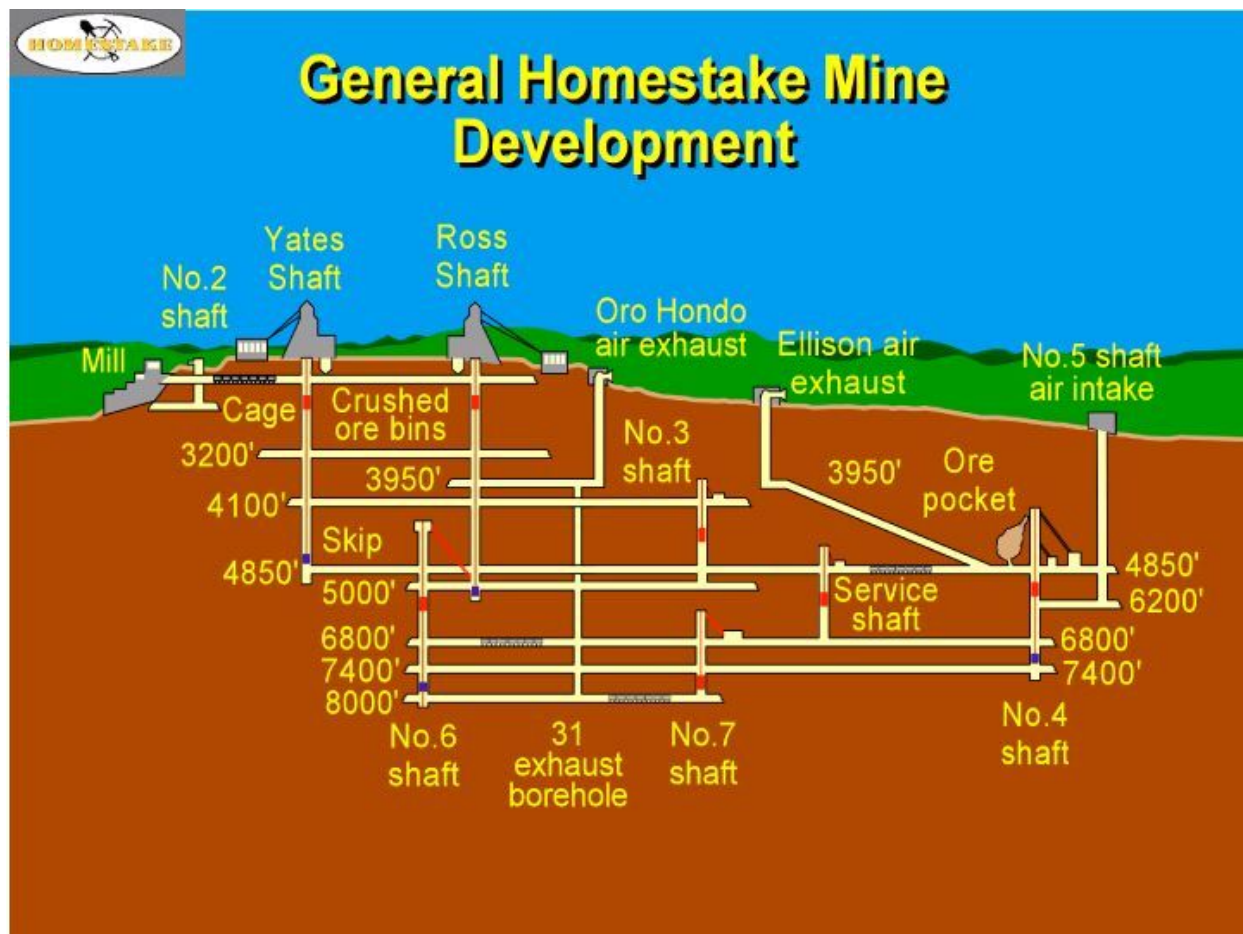 HOMESTAKE
General Homestake Mine
Development
Yates
Shaft
Ross
Shaft
No.2
shaft
Oro Hondo
air exhaust
Ellison air
exhaust
No.5 shaft
air intake
Mill
Cage
Crushed
ore bins
No.3
shaft
3200'
3950'
3950'
Ore
pocket
4100'
Skip
4850'
5000'
Service
shaft
4850'
6200'
6800'
6800'
7400'
7400'
8000'
No.6
shaft
31
exhaust
borehole
No.7
shaft
No.4
shaft